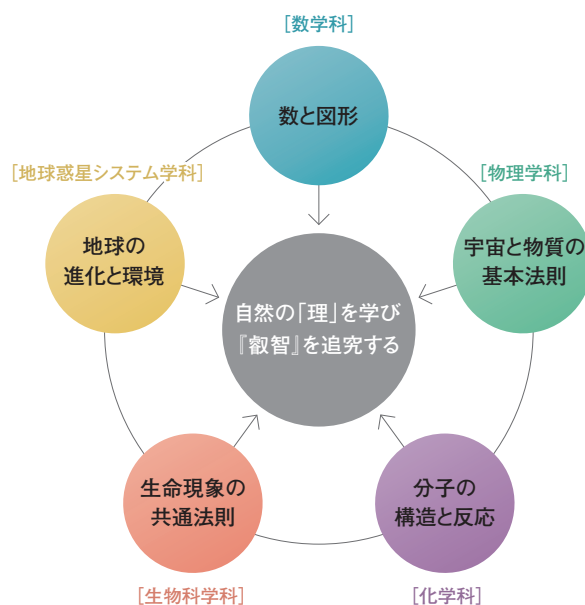 [数学科]
数と図形
[地球惑星システム学科]
地球の
進化と環境
[物理学科]
宇宙と物質の
基本法則
自然の「理」を学び
『叡智』を追究する
生命現象の
共通法則
[生物科学科]
分子の
構造と反応
[化学科]